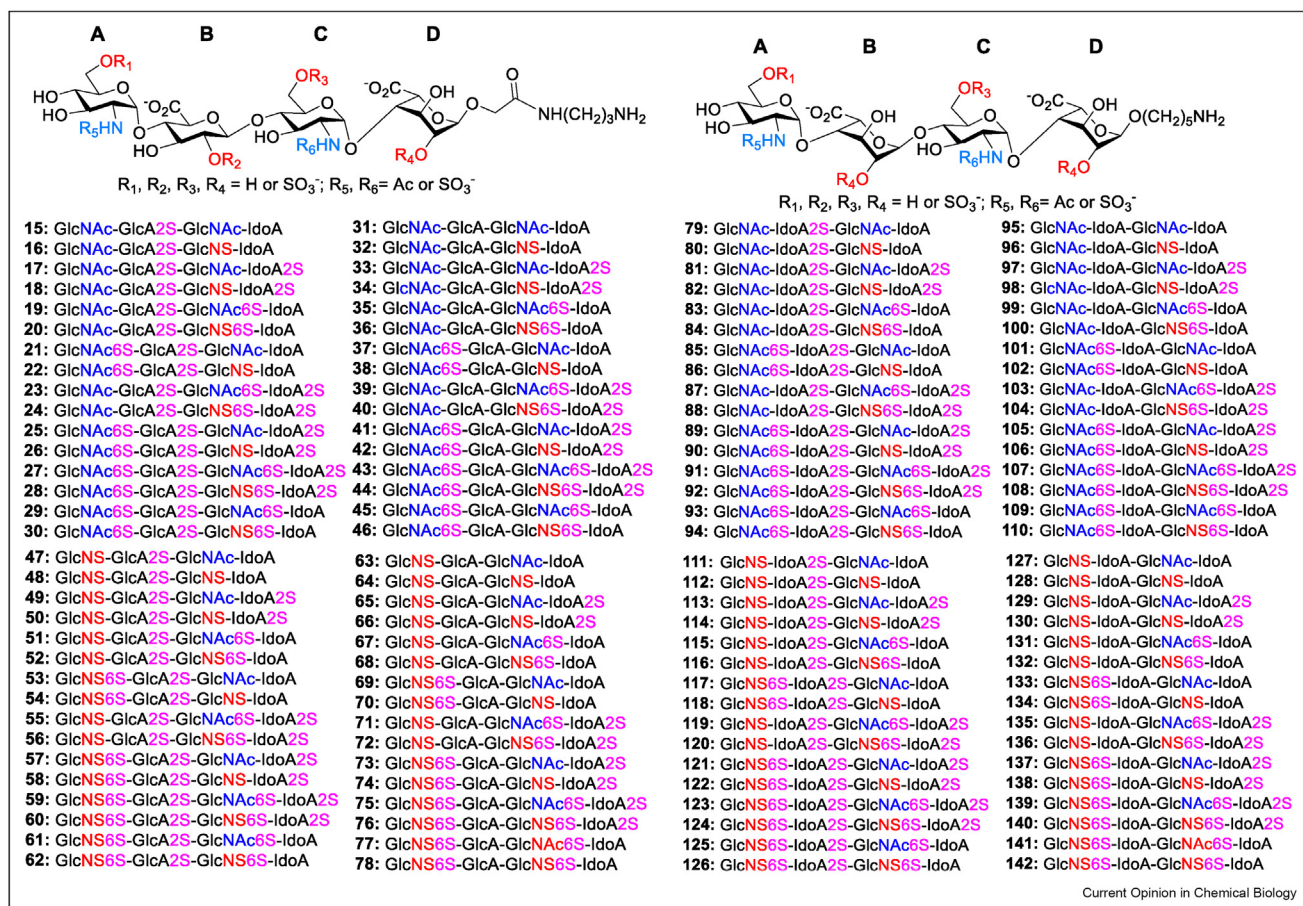 A B C D
OR₁
OR₃
O
HO
HO
R₅HN
⁻O₂C
HO
OR₂
R₆HN
⁻O₂C
OH
R₄O
NH(CH₂)₃NH₂
R₁, R₂, R₃, R₄ = H or SO₃⁻; R₅, R₆= Ac or SO₃⁻
15: GlcNAc-GlcA2S-GlcNAc-IdoA
16: GlcNAc-GlcA2S-GlcNS-IdoA
17: GlcNAc-GlcA2S-GlcNAc-IdoA2S
18: GlcNAc-GlcA2S-GlcNS-IdoA2S
19: GlcNAc-GlcA2S-GlcNAc6S-IdoA
20: GlcNAc-GlcA2S-GlcNS6S-IdoA
21: GlcNAc6S-GlcA2S-GlcNAc-IdoA
22: GlcNAc6S-GlcA2S-GlcNS-IdoA
23: GlcNAc-GlcA2S-GlcNAc6S-IdoA2S
24: GlcNAc-GlcA2S-GlcNS6S-IdoA2S
25: GlcNAc6S-GlcA2S-GlcNAc-IdoA2S
26: GlcNAc6S-GlcA2S-GlcNS-IdoA2S
27: GlcNAc6S-GlcA2S-GlcNAc6S-IdoA2S
28: GlcNAc6S-GlcA2S-GlcNS6S-IdoA2S
29: GlcNAc6S-GlcA2S-GlcNAc6S-IdoA
30: GlcNAc6S-GlcA2S-GlcNS6S-IdoA
47: GlcNS-GlcA2S-GlcNAc-IdoA
48: GlcNS-GlcA2S-GlcNS-IdoA
49: GlcNS-GlcA2S-GlcNAc-IdoA2S
50: GlcNS-GlcA2S-GlcNS-IdoA2S
51: GlcNS-GlcA2S-GlcNAc6S-IdoA
52: GlcNS-GlcA2S-GlcNS6S-IdoA
53: GlcNS6S-GlcA2S-GlcNAc-IdoA
54: GlcNS6S-GlcA2S-GlcNS-IdoA
55: GlcNS-GlcA2S-GlcNAc6S-IdoA2S
56: GlcNS-GlcA2S-GlcNS6S-IdoA2S
57: GlcNS6S-GlcA2S-GlcNAc-IdoA2S
58: GlcNS6S-GlcA2S-GlcNS-IdoA2S
59: GlcNS6S-GlcA2S-GlcNAc6S-IdoA2S
60: GlcNS6S-GlcA2S-GlcNS6S-IdoA2S
61: GlcNS6S-GlcA2S-GlcNAc6S-IdoA
62: GlcNS6S-GlcA2S-GlcNS6S-IdoA
31: GlcNAc-GlcA-GlcNAc-IdoA
32: GlcNAc-GlcA-GlcNS-IdoA
33: GlcNAc-GlcA-GlcNAc-IdoA2S
34: GlcNAc-GlcA-GlcNS-IdoA2S
35: GlcNAc-GlcA-GlcNAc6S-IdoA
36: GlcNAc-GlcA-GlcNS6S-IdoA
37: GlcNAc6S-GlcA-GlcNAc-IdoA
38: GlcNAc6S-GlcA-GlcNS-IdoA
39: GlcNAc-GlcA-GlcNAc6S-IdoA2S
40: GlcNAc-GlcA-GlcNS6S-IdoA2S
41: GlcNAc6S-GlcA-GlcNAc-IdoA2S
42: GlcNAc6S-GlcA-GlcNS-IdoA2S
43: GlcNAc6S-GlcA-GlcNAc6S-IdoA2S
44: GlcNAc6S-GlcA-GlcNS6S-IdoA2S
45: GlcNAc6S-GlcA-GlcNAc6S-IdoA
46: GlcNAc6S-GlcA-GlcNS6S-IdoA
63: GlcNS-GlcA-GlcNAc-IdoA
64: GlcNS-GlcA-GlcNS-IdoA
65: GlcNS-GlcA-GlcNAc-IdoA2S
66: GlcNS-GlcA-GlcNS-IdoA2S
67: GlcNS-GlcA-GlcNAc6S-IdoA
68: GlcNS-GlcA-GlcNS6S-IdoA
69: GlcNS6S-GlcA-GlcNAc-IdoA
70: GlcNS6S-GlcA-GlcNS-IdoA
71: GlcNS-GlcA-GlcNAc6S-IdoA2S
72: GlcNS-GlcA-GlcNS6S-IdoA2S
73: GlcNS6S-GlcA-GlcNAc-IdoA2S
74: GlcNS6S-GlcA-GlcNS-IdoA2S
75: GlcNS6S-GlcA-GlcNAc6S-IdoA2S
76: GlcNS6S-GlcA-GlcNS6S-IdoA2S
77: GlcNS6S-GlcA-GlcNAc6S-IdoA
78: GlcNS6S-GlcA-GlcNS6S-IdoA
A B C D
OR₁
OR₃
HO
HO
R₅HN
⁻O₂C
OH
R₄O
HO
R₆HN
⁻O₂C
OH
R₄O
O(CH₂)₅NH₂
R₁, R₂, R₃, R₄ = H or SO₃⁻; R₅, R₆= Ac or SO₃⁻
79: GlcNAc-IdoA2S-GlcNAc-IdoA
80: GlcNAc-IdoA2S-GlcNS-IdoA
81: GlcNAc-IdoA2S-GlcNAc-IdoA2S
82: GlcNAc-IdoA2S-GlcNS-IdoA2S
83: GlcNAc-IdoA2S-GlcNAc6S-IdoA
84: GlcNAc-IdoA2S-GlcNS6S-IdoA
85: GlcNAc6S-IdoA2S-GlcNAc-IdoA
86: GlcNAc6S-IdoA2S-GlcNS-IdoA
87: GlcNAc-IdoA2S-GlcNAc6S-IdoA2S
88: GlcNAc-IdoA2S-GlcNS6S-IdoA2S
89: GlcNAc6S-IdoA2S-GlcNAc-IdoA2S
90: GlcNAc6S-IdoA2S-GlcNS-IdoA2S
91: GlcNAc6S-IdoA2S-GlcNAc6S-IdoA2S
92: GlcNAc6S-IdoA2S-GlcNS6S-IdoA2S
93: GlcNAc6S-IdoA2S-GlcNAc6S-IdoA
94: GlcNAc6S-IdoA2S-GlcNS6S-IdoA
111: GlcNS-IdoA2S-GlcNAc-IdoA
112: GlcNS-IdoA2S-GlcNS-IdoA
113: GlcNS-IdoA2S-GlcNAc-IdoA2S
114: GlcNS-IdoA2S-GlcNS-IdoA2S
115: GlcNS-IdoA2S-GlcNAc6S-IdoA
116: GlcNS-IdoA2S-GlcNS6S-IdoA
117: GlcNS6S-IdoA2S-GlcNAc-IdoA
118: GlcNS6S-IdoA2S-GlcNS-IdoA
119: GlcNS-IdoA2S-GlcNAc6S-IdoA2S
120: GlcNS-IdoA2S-GlcNS6S-IdoA2S
121: GlcNS6S-IdoA2S-GlcNAc-IdoA2S
122: GlcNS6S-IdoA2S-GlcNS-IdoA2S
123: GlcNS6S-IdoA2S-GlcNAc6S-IdoA2S
124: GlcNS6S-IdoA2S-GlcNS6S-IdoA2S
125: GlcNS6S-IdoA2S-GlcNAc6S-IdoA
126: GlcNS6S-IdoA2S-GlcNS6S-IdoA
95: GlcNAc-IdoA-GlcNAc-IdoA
96: GlcNAc-IdoA-GlcNS-IdoA
97: GlcNAc-IdoA-GlcNAc-IdoA2S
98: GlcNAc-IdoA-GlcNS-IdoA2S
99: GlcNAc-IdoA-GlcNAc6S-IdoA
100: GlcNAc-IdoA-GlcNS6S-IdoA
101: GlcNAc6S-IdoA-GlcNAc-IdoA
102: GlcNAc6S-IdoA-GlcNS-IdoA
103: GlcNAc-IdoA-GlcNAc6S-IdoA2S
104: GlcNAc-IdoA-GlcNS6S-IdoA2S
105: GlcNAc6S-IdoA-GlcNAc-IdoA2S
106: GlcNAc6S-IdoA-GlcNS-IdoA2S
107: GlcNAc6S-IdoA-GlcNAc6S-IdoA2S
108: GlcNAc6S-IdoA-GlcNS6S-IdoA2S
109: GlcNAc6S-IdoA-GlcNAc6S-IdoA
110: GlcNAc6S-IdoA-GlcNS6S-IdoA
127: GlcNS-IdoA-GlcNAc-IdoA
128: GlcNS-IdoA-GlcNS-IdoA
129: GlcNS-IdoA-GlcNAc-IdoA2S
130: GlcNS-IdoA-GlcNS-IdoA2S
131: GlcNS-IdoA-GlcNAc6S-IdoA
132: GlcNS-IdoA-GlcNS6S-IdoA
133: GlcNS6S-IdoA-GlcNAc-IdoA
134: GlcNS6S-IdoA-GlcNS-IdoA
135: GlcNS-IdoA-GlcNAc6S-IdoA2S
136: GlcNS-IdoA-GlcNS6S-IdoA2S
137: GlcNS6S-IdoA-GlcNAc-IdoA2S
138: GlcNS6S-IdoA-GlcNS-IdoA2S
139: GlcNS6S-IdoA-GlcNAc6S-IdoA2S
140: GlcNS6S-IdoA-GlcNS6S-IdoA2S
141: GlcNS6S-IdoA-GlcNAc6S-IdoA
142: GlcNS6S-IdoA-GlcNS6S-IdoA
Current Opinion in Chemical Biology